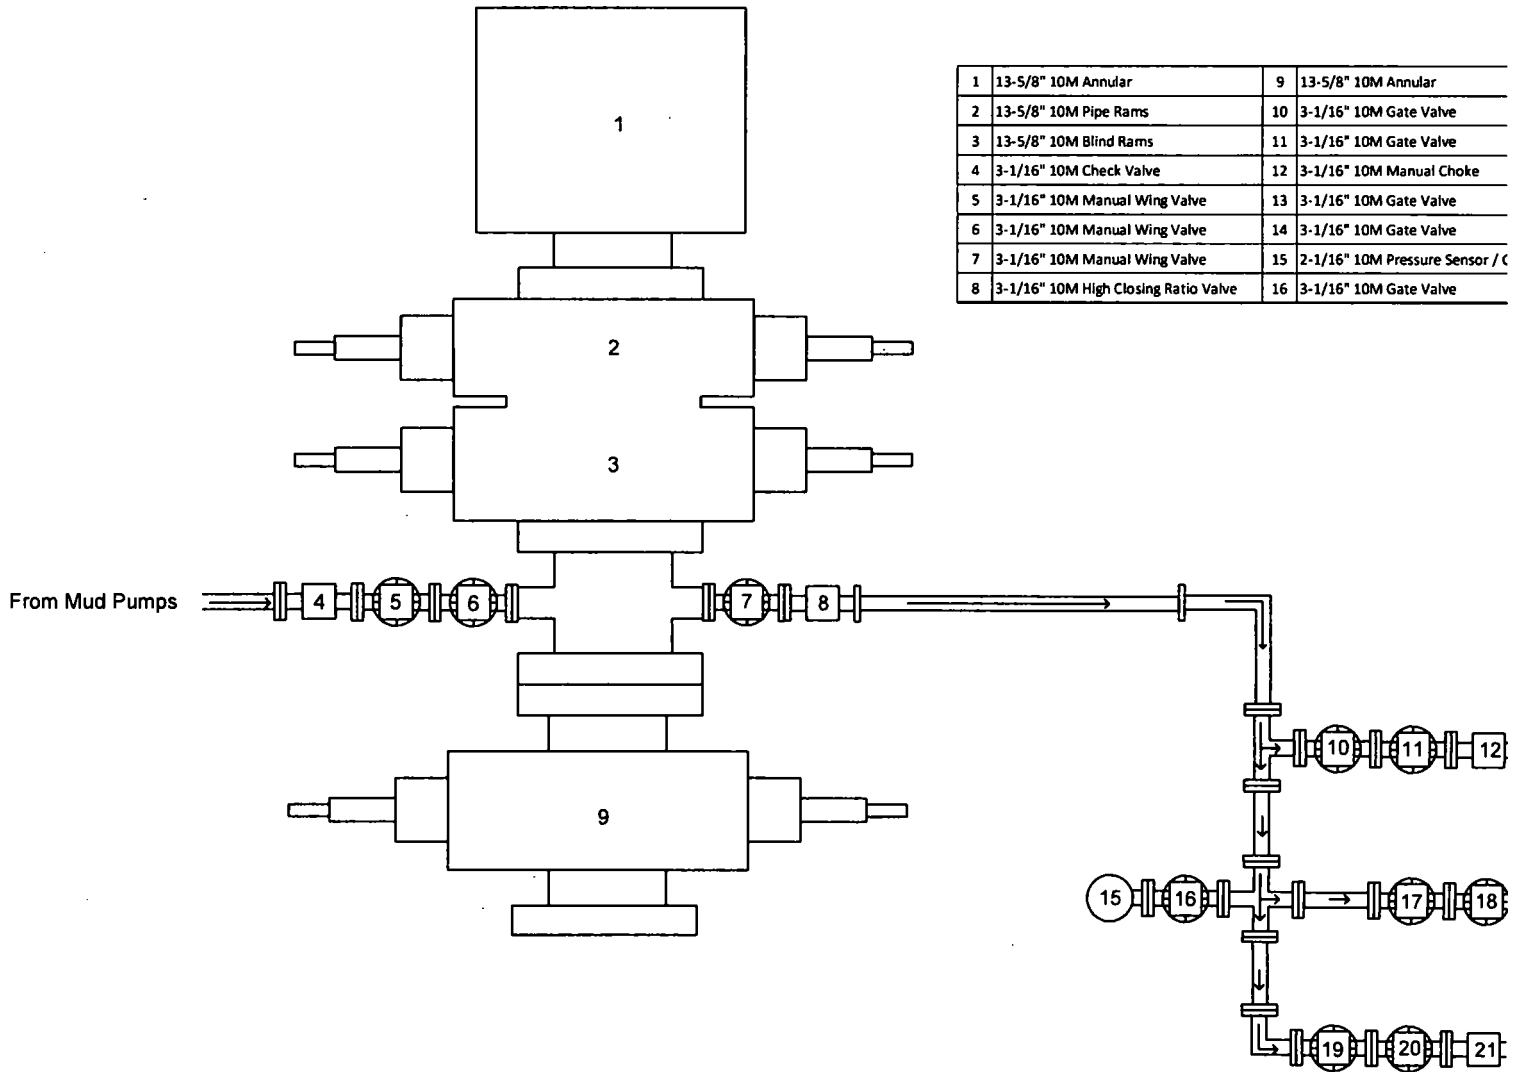 1
1 13-5/8" 10M Annular 9 13-5/8" 10M Annular
2 13-5/8" 10M Pipe Rams 10 3-1/16" 10M Gate Valve
3 13-5/8" 10M Blind Rams 11 3-1/16" 10M Gate Valve
4 3-1/16" 10M Check Valve 12 3-1/16" 10M Manual Choke
5 3-1/16" 10M Manual Wing Valve 13 3-1/16" 10M Gate Valve
6 3-1/16" 10M Manual Wing Valve 14 3-1/16" 10M Gate Valve
7 3-1/16" 10M Manual Wing Valve 15 2-1/16" 10M Pressure Sensor /
8 3-1/16" 10M High Closing Ratio Valve 16 3-1/16" 10M Gate Valve
2
3
From Mud Pumps 4 5 6 7 8
10 11 12
9
15 16 17 18
19 20 21